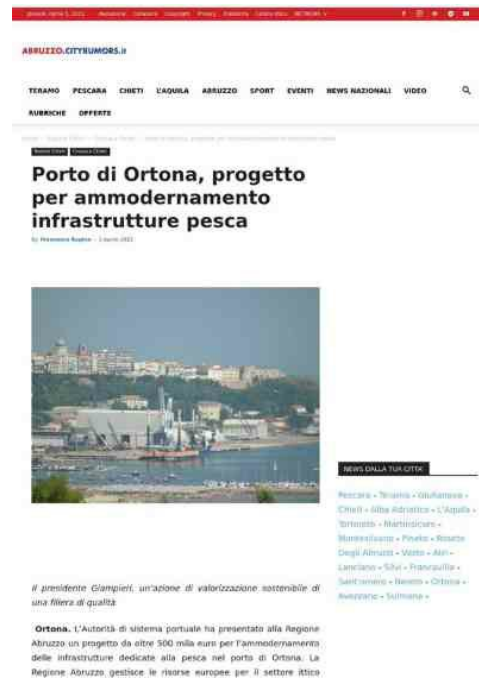 ABRUZZO.CITYRUMORS.it
TERAMO PESCARA CHIETI L'AQUILA ABRUZZO SPORT EVENTI NEWS NAZIONALI VIDEO
RUBRICHE OFFERTE
Porto di Ortona, progetto
per ammodernamento
infrastrutture pesca
NEWS DALLA TUA CITTA'
Pescara • Teramo • Giulianova •
Chieti • Alba Adriatica • L'Aquila •
Tortoreto • Martinsicuro •
Montesilvano • Pineto • Roseto
Degli Abruzzi • Vasto • Atri •
Lanciano • Silvi • Francavilla •
Sant'omero • Nereto • Ortona •
Avezzano • Sulmona •
Il presidente Giampieri, un'azione di valorizzazione sostenibile di
una filiera di qualità
Ortona. L'Autorità di sistema portuale ha presentato alla Regione
Abruzzo un progetto da oltre 500 mila euro per l'ammodernamento
delle infrastrutture dedicate alla pesca nel porto di Ortona. La
Regione Abruzzo gestisce le risorse europee per il settore ittico